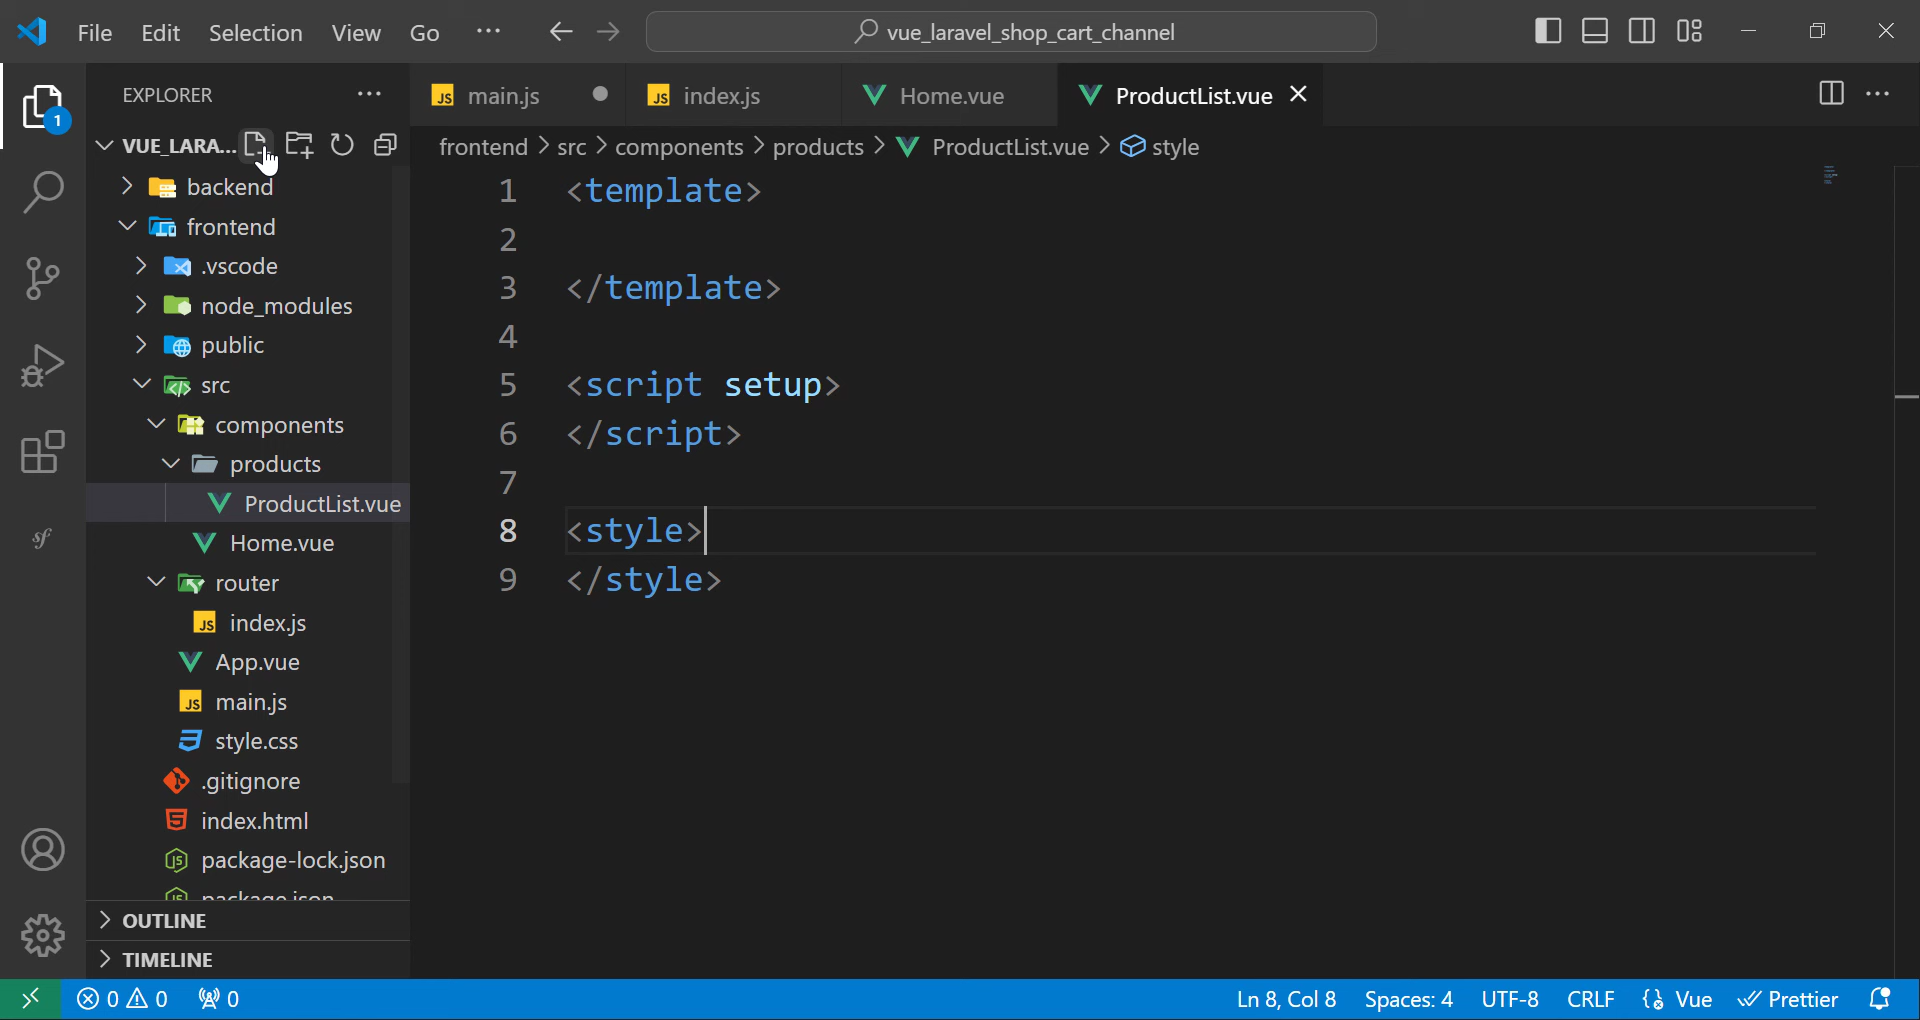 File Edit Selection View Go ··· vue_laravel_shop_cart_channel
EXPLORER ···
main.js index.js Home.vue ProductList.vue
VUE_LARA...
frontend > src > components > products > ProductList.vue > style
1
backend
frontend
.vscode
node_modules
public
src
components
products
ProductList.vue
Home.vue
router
index.js
App.vue
main.js
style.css
.gitignore
index.html
package-lock.json
package.json
OUTLINE
TIMELINE
1 <template>
2
3 </template>
4
5 <script setup>
6 </script>
7
8 <style>
9 </style>
0 0 0 Ln 8, Col 8 Spaces: 4 UTF-8 CRLF Vue Prettier